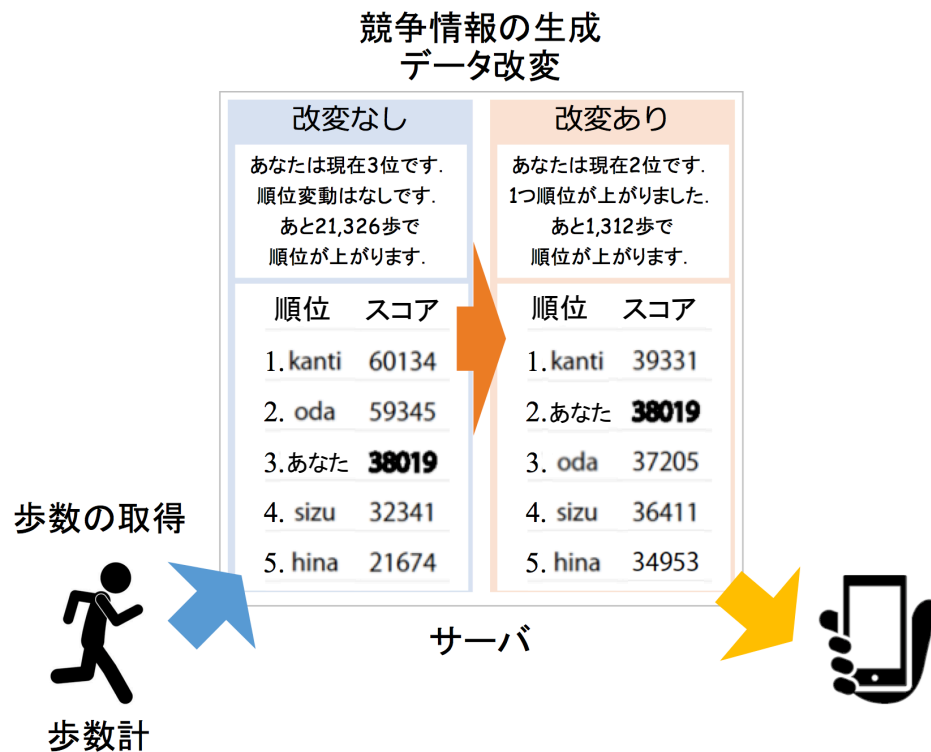 競争情報の生成
データ改変
改変なし
あなたは現在3位です.
順位変動はなしです.
あと21,326歩で
順位が上がります.
順位 スコア
1. kanti 60134
2. oda 59345
3. あなた 38019
4. sizu 32341
5. hina 21674
改変あり
あなたは現在2位です.
1つ順位が上がりました.
あと1,312歩で
順位が上がります.
順位 スコア
1. kanti 39331
2. あなた 38019
3. oda 37205
4. sizu 36411
5. hina 34953
歩数の取得
歩数計
サーバ